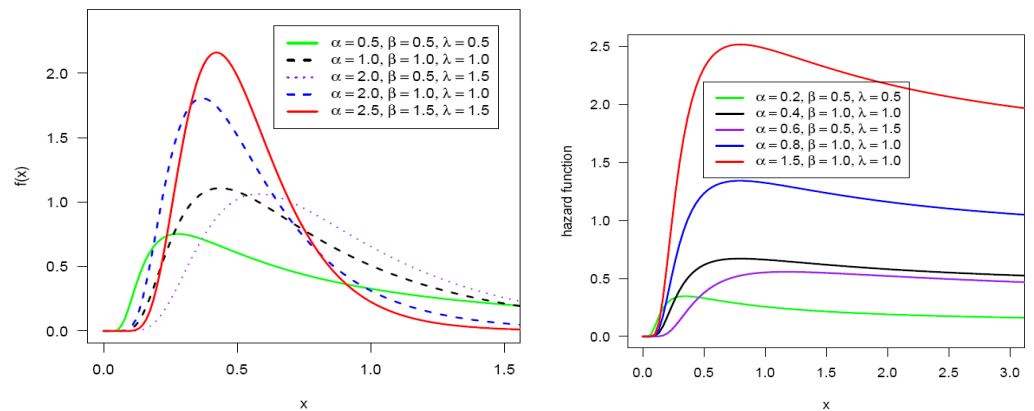 f(x)
2.0
1.5
1.0
0.5
0.0
α = 0.5, β = 0.5, λ = 0.5
α = 1.0, β = 1.0, λ = 1.0
α = 2.0, β = 0.5, λ = 1.5
α = 2.0, β = 1.0, λ = 1.0
α = 2.5, β = 1.5, λ = 1.5
0.0 0.5 1.0 1.5
x
hazard function
2.5
2.0
1.5
1.0
0.5
0.0
α = 0.2, β = 0.5, λ = 0.5
α = 0.4, β = 1.0, λ = 1.0
α = 0.6, β = 0.5, λ = 1.5
α = 0.8, β = 1.0, λ = 1.0
α = 1.5, β = 1.0, λ = 1.0
0.0 0.5 1.0 1.5 2.0 2.5 3.0
x